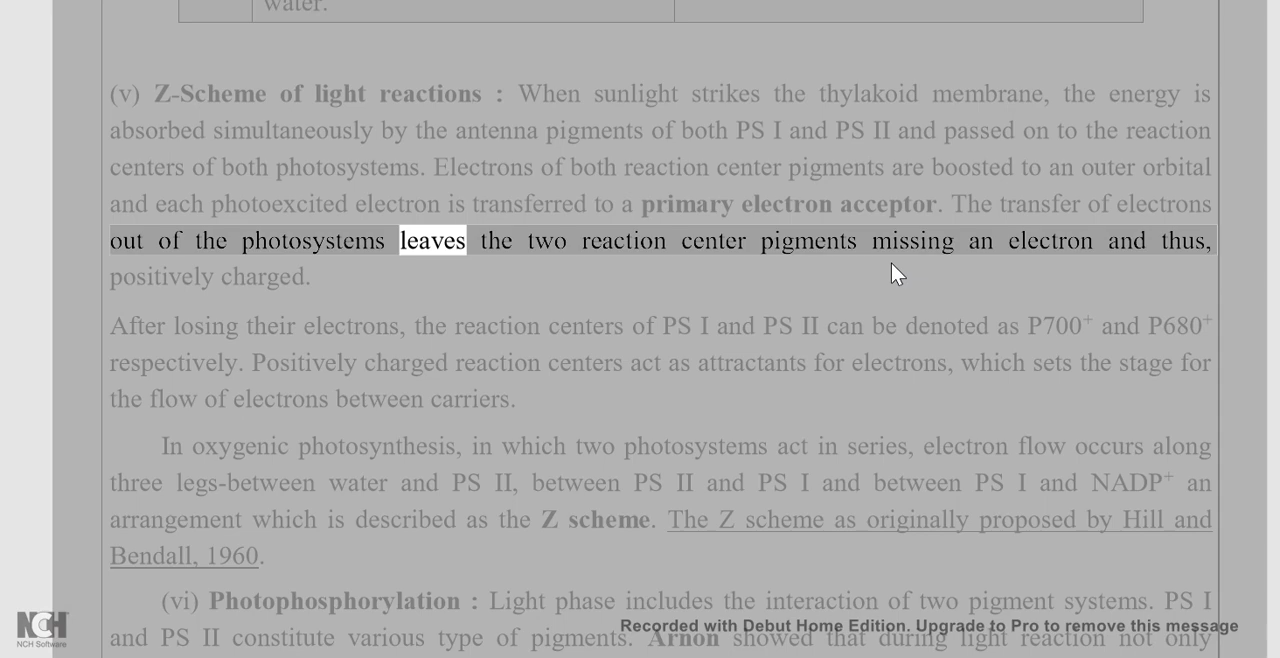 water.
(v) Z-Scheme of light reactions : When sunlight strikes the thylakoid membrane, the energy is
absorbed simultaneously by the antenna pigments of both PS I and PS II and passed on to the reaction
centers of both photosystems. Electrons of both reaction center pigments are boosted to an outer orbital
and each photoexcited electron is transferred to a primary electron acceptor. The transfer of electrons
out of the photosystems leaves the two reaction center pigments missing an electron and thus,
positively charged.
After losing their electrons, the reaction centers of PS I and PS II can be denoted as P700⁺ and P680⁺
respectively. Positively charged reaction centers act as attractants for electrons, which sets the stage for
the flow of electrons between carriers.
In oxygenic photosynthesis, in which two photosystems act in series, electron flow occurs along
three legs-between water and PS II, between PS II and PS I and between PS I and NADP⁺ an
arrangement which is described as the Z scheme. The Z scheme as originally proposed by Hill and
Bendall, 1960.
(vi) Photophosphorylation : Light phase includes the interaction of two pigment systems. PS I
and PS II constitute various type of pigments. Arnon showed that during light reaction not only
NCH
NCH Software
Recorded with Debut Home Edition. Upgrade to Pro to remove this message